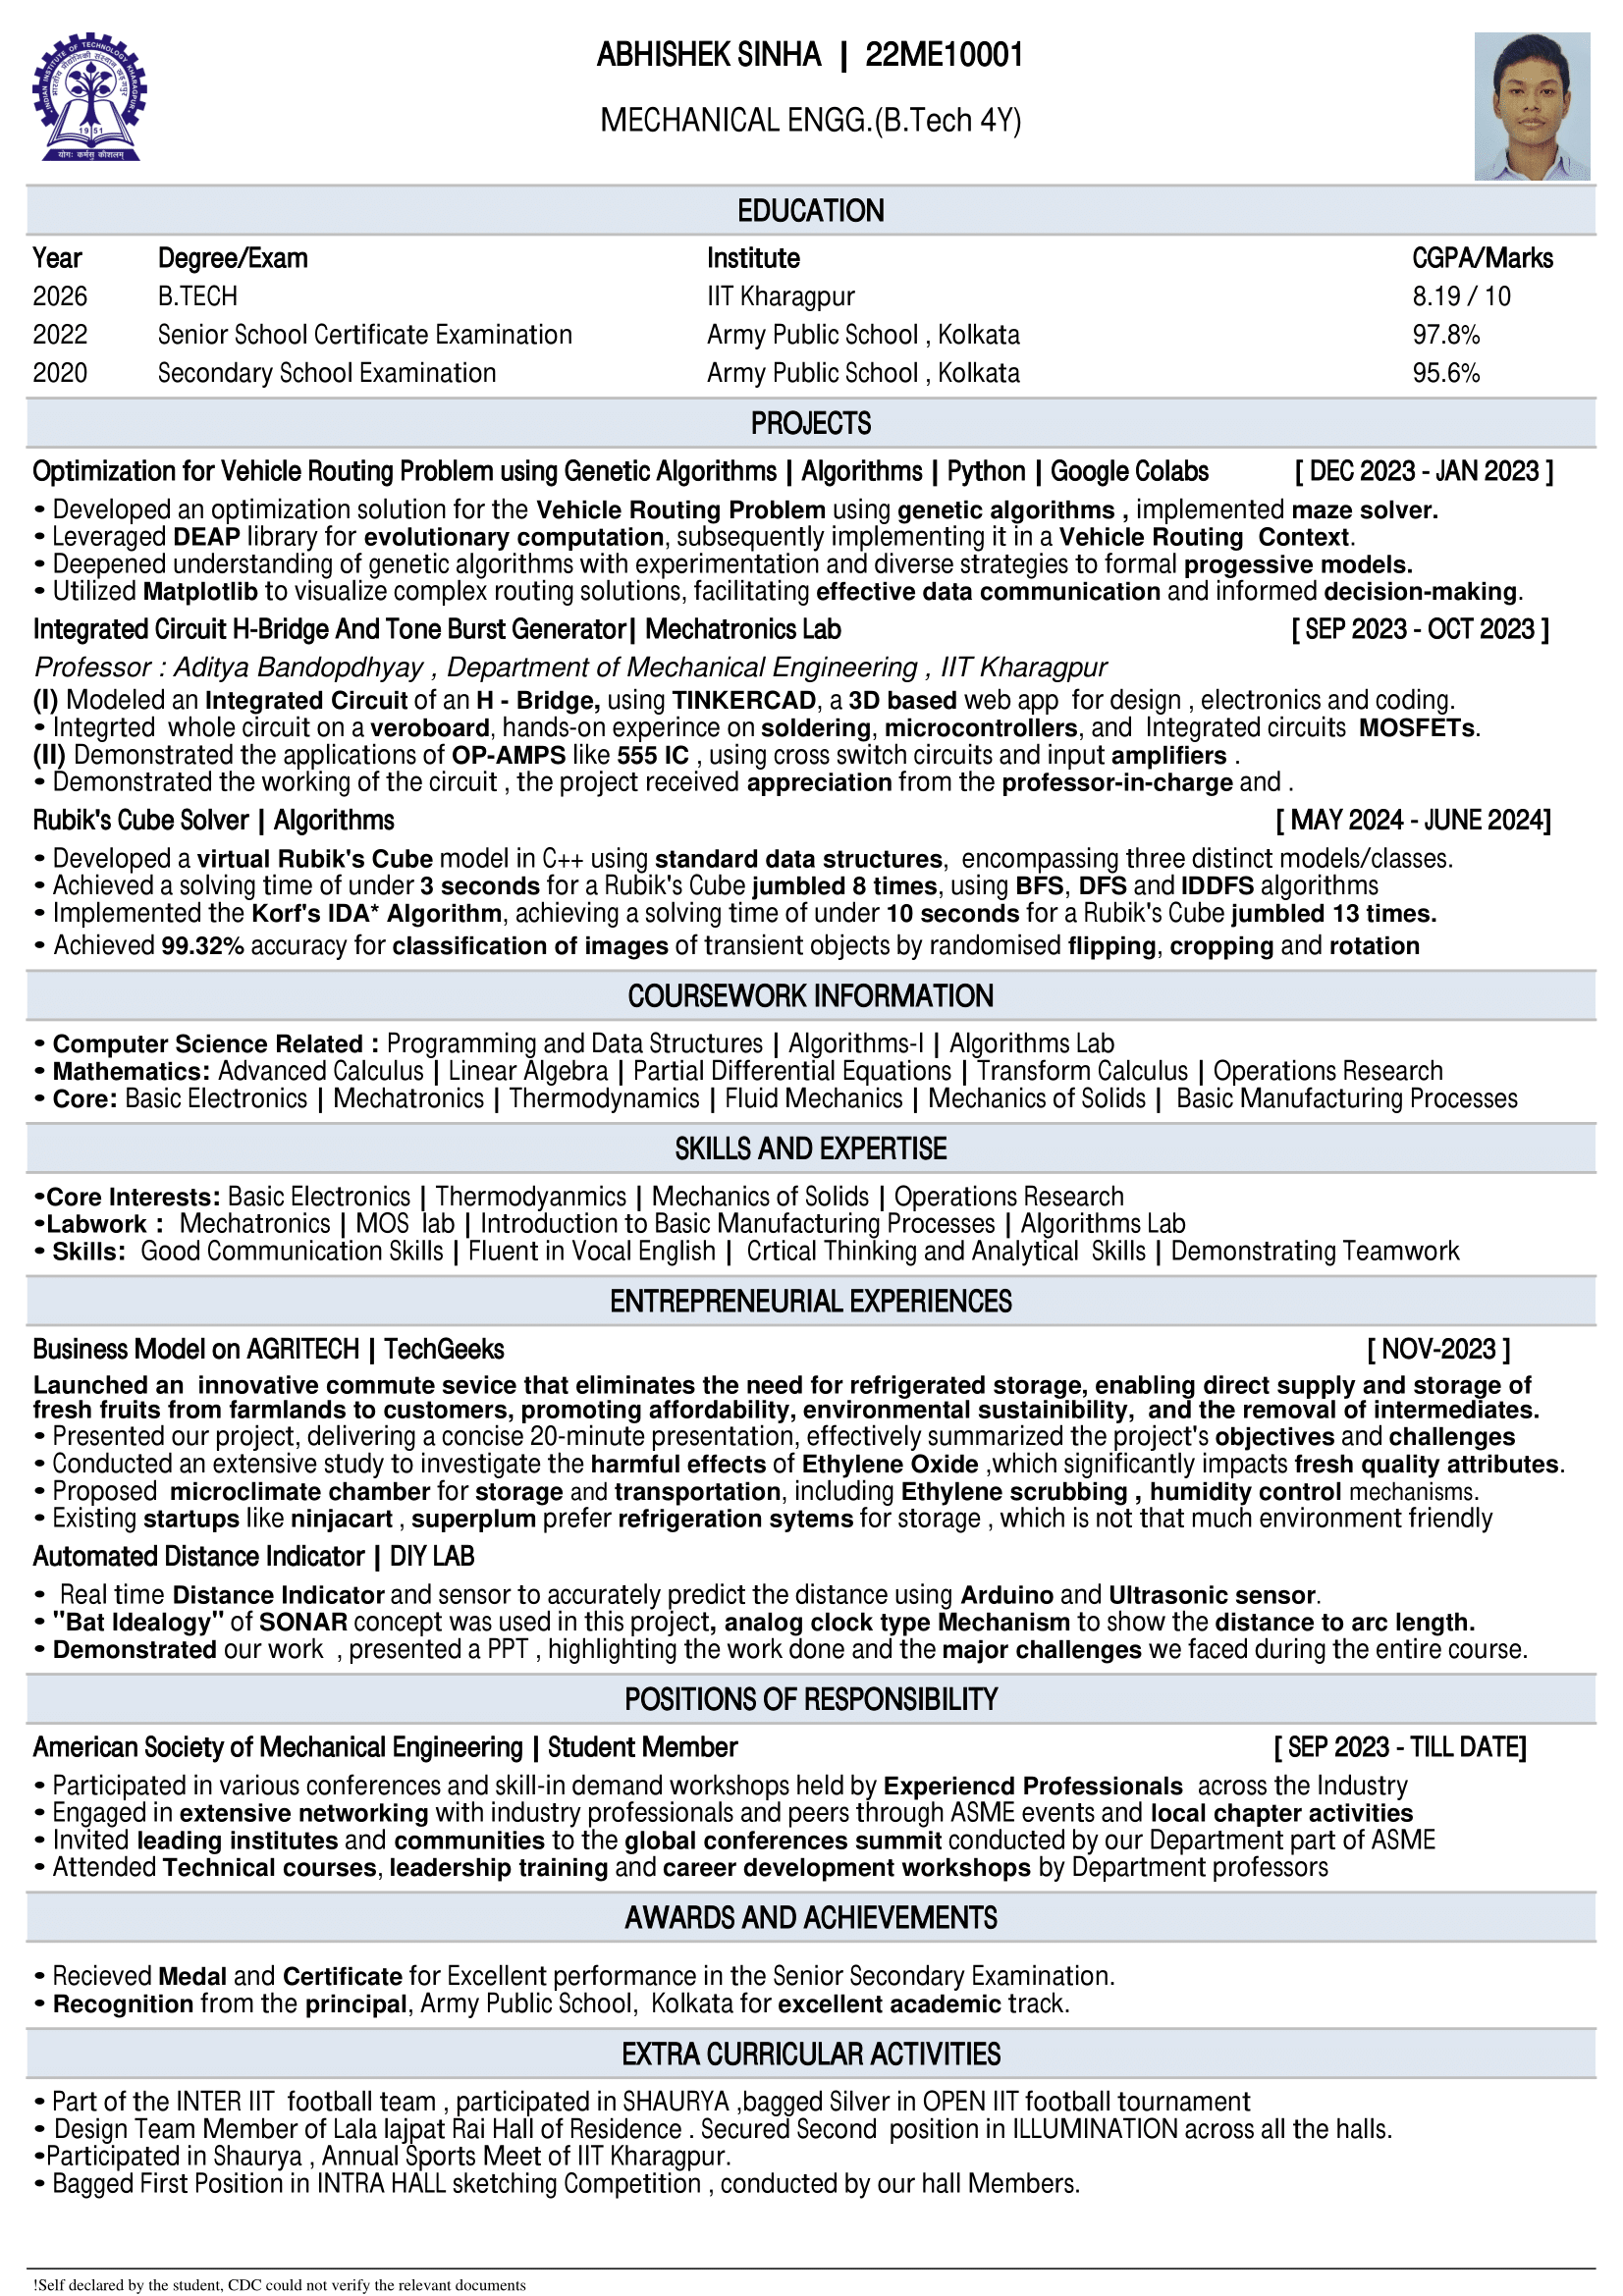 INDIAN INSTITUTE OF TECHNOLOGY KHARAGPUR
भारतीय प्रौद्योगिकी संस्थान खड़गपुर
1951
योगः कर्मसु कौशलम्
ABHISHEK SINHA | 22ME10001
MECHANICAL ENGG.(B.Tech 4Y)
EDUCATION
Year Degree/Exam Institute CGPA/Marks
2026 B.TECH IIT Kharagpur 8.19 / 10
2022 Senior School Certificate Examination Army Public School , Kolkata 97.8%
2020 Secondary School Examination Army Public School , Kolkata 95.6%
PROJECTS
Optimization for Vehicle Routing Problem using Genetic Algorithms | Algorithms | Python | Google Colabs [ DEC 2023 - JAN 2023 ]
• Developed an optimization solution for the Vehicle Routing Problem using genetic algorithms , implemented maze solver.
• Leveraged DEAP library for evolutionary computation, subsequently implementing it in a Vehicle Routing Context.
• Deepened understanding of genetic algorithms with experimentation and diverse strategies to formal progessive models.
• Utilized Matplotlib to visualize complex routing solutions, facilitating effective data communication and informed decision-making.
Integrated Circuit H-Bridge And Tone Burst Generator| Mechatronics Lab [ SEP 2023 - OCT 2023 ]
Professor : Aditya Bandopdhyay , Department of Mechanical Engineering , IIT Kharagpur
(I) Modeled an Integrated Circuit of an H - Bridge, using TINKERCAD, a 3D based web app for design , electronics and coding.
• Integrted whole circuit on a veroboard, hands-on experince on soldering, microcontrollers, and Integrated circuits MOSFETs.
(II) Demonstrated the applications of OP-AMPS like 555 IC , using cross switch circuits and input amplifiers .
• Demonstrated the working of the circuit , the project received appreciation from the professor-in-charge and .
Rubik's Cube Solver | Algorithms [ MAY 2024 - JUNE 2024]
• Developed a virtual Rubik's Cube model in C++ using standard data structures, encompassing three distinct models/classes.
• Achieved a solving time of under 3 seconds for a Rubik's Cube jumbled 8 times, using BFS, DFS and IDDFS algorithms
• Implemented the Korf's IDA* Algorithm, achieving a solving time of under 10 seconds for a Rubik's Cube jumbled 13 times.
• Achieved 99.32% accuracy for classification of images of transient objects by randomised flipping, cropping and rotation
COURSEWORK INFORMATION
• Computer Science Related : Programming and Data Structures | Algorithms-I | Algorithms Lab
• Mathematics: Advanced Calculus | Linear Algebra | Partial Differential Equations | Transform Calculus | Operations Research
• Core: Basic Electronics | Mechatronics | Thermodynamics | Fluid Mechanics | Mechanics of Solids | Basic Manufacturing Processes
SKILLS AND EXPERTISE
•Core Interests: Basic Electronics | Thermodyanmics | Mechanics of Solids | Operations Research
•Labwork : Mechatronics | MOS lab | Introduction to Basic Manufacturing Processes | Algorithms Lab
• Skills: Good Communication Skills | Fluent in Vocal English | Crtical Thinking and Analytical Skills | Demonstrating Teamwork
ENTREPRENEURIAL EXPERIENCES
Business Model on AGRITECH | TechGeeks [ NOV-2023 ]
Launched an innovative commute sevice that eliminates the need for refrigerated storage, enabling direct supply and storage of
fresh fruits from farmlands to customers, promoting affordability, environmental sustainibility, and the removal of intermediates.
• Presented our project, delivering a concise 20-minute presentation, effectively summarized the project's objectives and challenges
• Conducted an extensive study to investigate the harmful effects of Ethylene Oxide ,which significantly impacts fresh quality attributes.
• Proposed microclimate chamber for storage and transportation, including Ethylene scrubbing , humidity control mechanisms.
• Existing startups like ninjacart , superplum prefer refrigeration sytems for storage , which is not that much environment friendly
Automated Distance Indicator | DIY LAB
• Real time Distance Indicator and sensor to accurately predict the distance using Arduino and Ultrasonic sensor.
• "Bat Idealogy" of SONAR concept was used in this project, analog clock type Mechanism to show the distance to arc length.
• Demonstrated our work , presented a PPT , highlighting the work done and the major challenges we faced during the entire course.
POSITIONS OF RESPONSIBILITY
American Society of Mechanical Engineering | Student Member [ SEP 2023 - TILL DATE]
• Participated in various conferences and skill-in demand workshops held by Experiencd Professionals across the Industry
• Engaged in extensive networking with industry professionals and peers through ASME events and local chapter activities
• Invited leading institutes and communities to the global conferences summit conducted by our Department part of ASME
• Attended Technical courses, leadership training and career development workshops by Department professors
AWARDS AND ACHIEVEMENTS
• Recieved Medal and Certificate for Excellent performance in the Senior Secondary Examination.
• Recognition from the principal, Army Public School, Kolkata for excellent academic track.
EXTRA CURRICULAR ACTIVITIES
• Part of the INTER IIT football team , participated in SHAURYA ,bagged Silver in OPEN IIT football tournament
• Design Team Member of Lala lajpat Rai Hall of Residence . Secured Second position in ILLUMINATION across all the halls.
•Participated in Shaurya , Annual Sports Meet of IIT Kharagpur.
• Bagged First Position in INTRA HALL sketching Competition , conducted by our hall Members.
!Self declared by the student, CDC could not verify the relevant documents